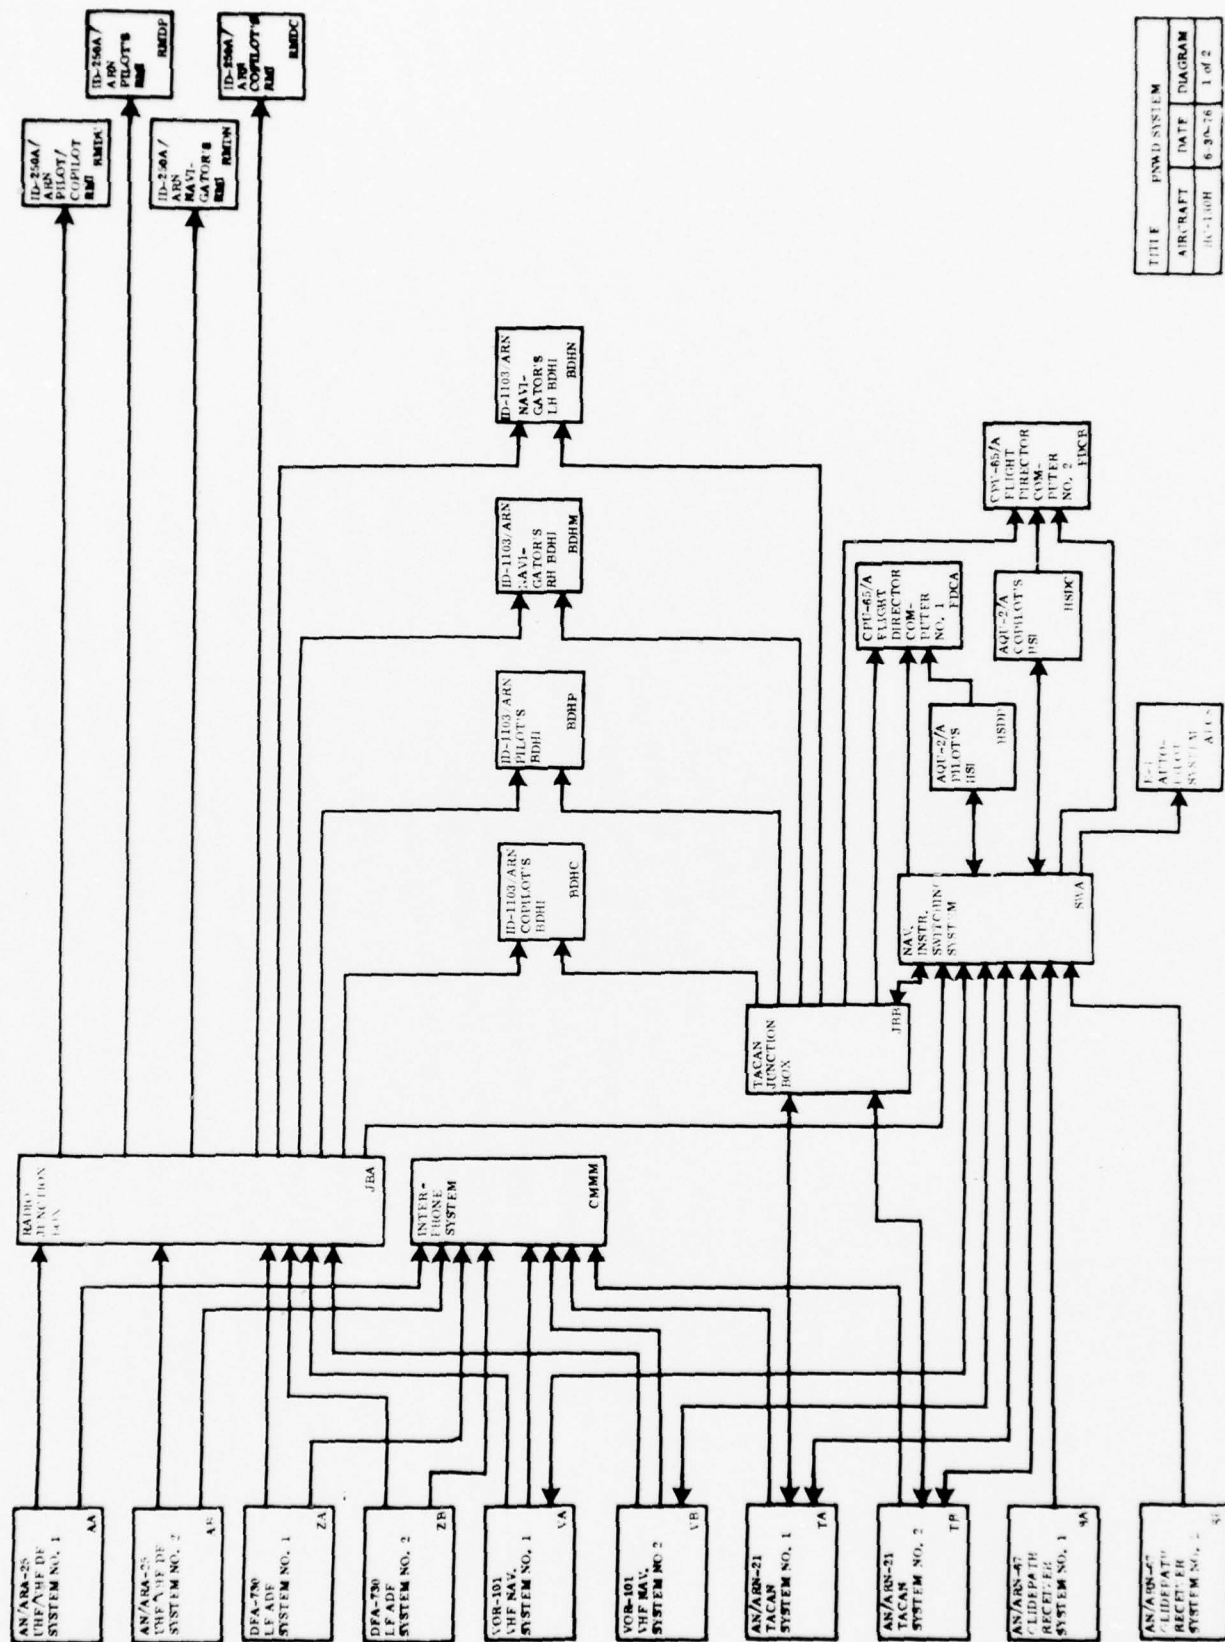 ID-250A/
ARN
PILOT'S
RMI
RMDP
ID-250A/
ARN
COPILOT'S
RMI
RMDC
ID-250A/
ARN
PILOT/
COPILOT
RMI
ID-250A/
ARN
NAVI-
GATOR'S
RMI
RMDN
TITLE PNWD SYSTEM
AIRCRAFT DATE DIAGRAM
HC-130H 6-30-76 1 of 2
ID-1103/ARN
NAVI-
GATOR'S
LH BDHI
BDHN
ID-1103/ARN
NAVI-
GATOR'S
RH BDHI
BDHM
ID-1103/ARN
PILOT'S
BDHI
BDHP
ID-1103/ARN
COPILOT'S
BDHI
BDHC
CPU-65/A
FLIGHT
DIRECTOR
COM-
PUTER
NO. 2
FDCB
CPU-65/A
FLIGHT
DIRECTOR
COM-
PUTER
NO. 1
FDCA
AQU-2/A
COPILOT'S
HSI
HSDC
AQU-2/A
PILOT'S
HSI
HSDP
AUTO-
PILOT
SYSTEM
NAV.
INSTR.
SWITCHING
SYSTEM
SWA
TACAN
JUNCTION
BOX
JBB
RADIO
JUNCTION
BOX
JBA
INTER-
PHONE
SYSTEM
CMMM
AN/ARA-25
UHF/VHF DF
SYSTEM NO. 1
AA
AN/ARA-25
UHF/VHF DF
SYSTEM NO. 2
AB
DFA-730
LF ADF
SYSTEM NO. 1
ZA
DFA-730
LF ADF
SYSTEM NO. 2
ZB
VOR-101
VHF NAV.
SYSTEM NO. 1
VA
VOR-101
VHF NAV.
SYSTEM NO 2
VB
AN/ARN-21
TACAN
SYSTEM NO. 1
TA
AN/ARN-21
TACAN
SYSTEM NO. 2
TB
AN/ARN-67
GLIDEPATH
RECEIVER
SYSTEM NO. 1
AN/ARN-67
GLIDEPATH
RECEIVER
SYSTEM NO.